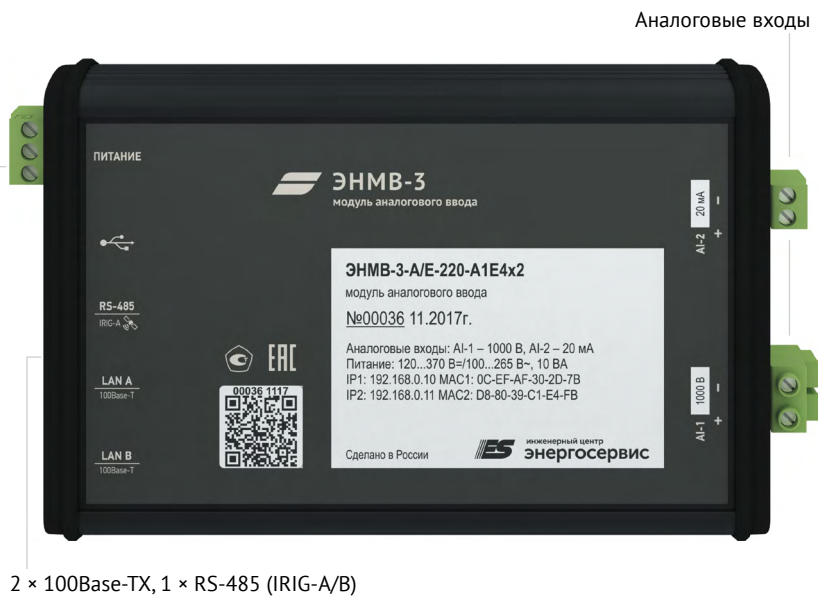 Аналоговые входы
ПИТАНИЕ
ЭНМВ-3
модуль аналогового ввода
20 мА
–
AI-2 +
ЭНМВ-3-А/Е-220-А1Е4х2
модуль аналогового ввода
№00036 11.2017г.
RS-485
IRIG-A
Аналоговые входы: AI-1 – 1000 В, AI-2 – 20 мА
Питание: 120...370 В=/100...265 В~, 10 ВА
IP1: 192.168.0.10 MAC1: 0C-EF-AF-30-2D-7B
IP2: 192.168.0.11 MAC2: D8-80-39-C1-E4-FB
ЕАС
LAN A
100Base-T
00036 1117
1000 В
–
AI-1 +
LAN B
100Base-T
Сделано в России
ES инженерный центр
энергосервис
2 × 100Base-TX, 1 × RS-485 (IRIG-A/B)